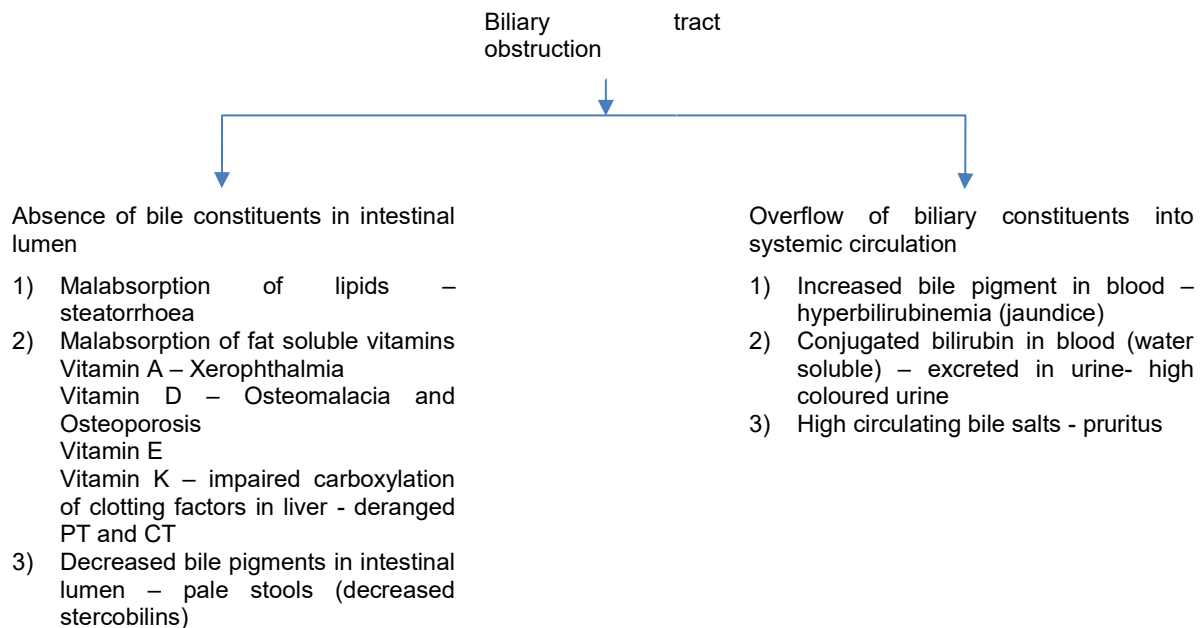 Biliary tract
obstruction
Absence of bile constituents in intestinal
lumen
1) Malabsorption of lipids –
steatorrhoea
2) Malabsorption of fat soluble vitamins
Vitamin A – Xerophthalmia
Vitamin D – Osteomalacia and
Osteoporosis
Vitamin E
Vitamin K – impaired carboxylation
of clotting factors in liver - deranged
PT and CT
3) Decreased bile pigments in intestinal
lumen – pale stools (decreased
stercobilins)
Overflow of biliary constituents into
systemic circulation
1) Increased bile pigment in blood –
hyperbilirubinemia (jaundice)
2) Conjugated bilirubin in blood (water
soluble) – excreted in urine- high
coloured urine
3) High circulating bile salts - pruritus